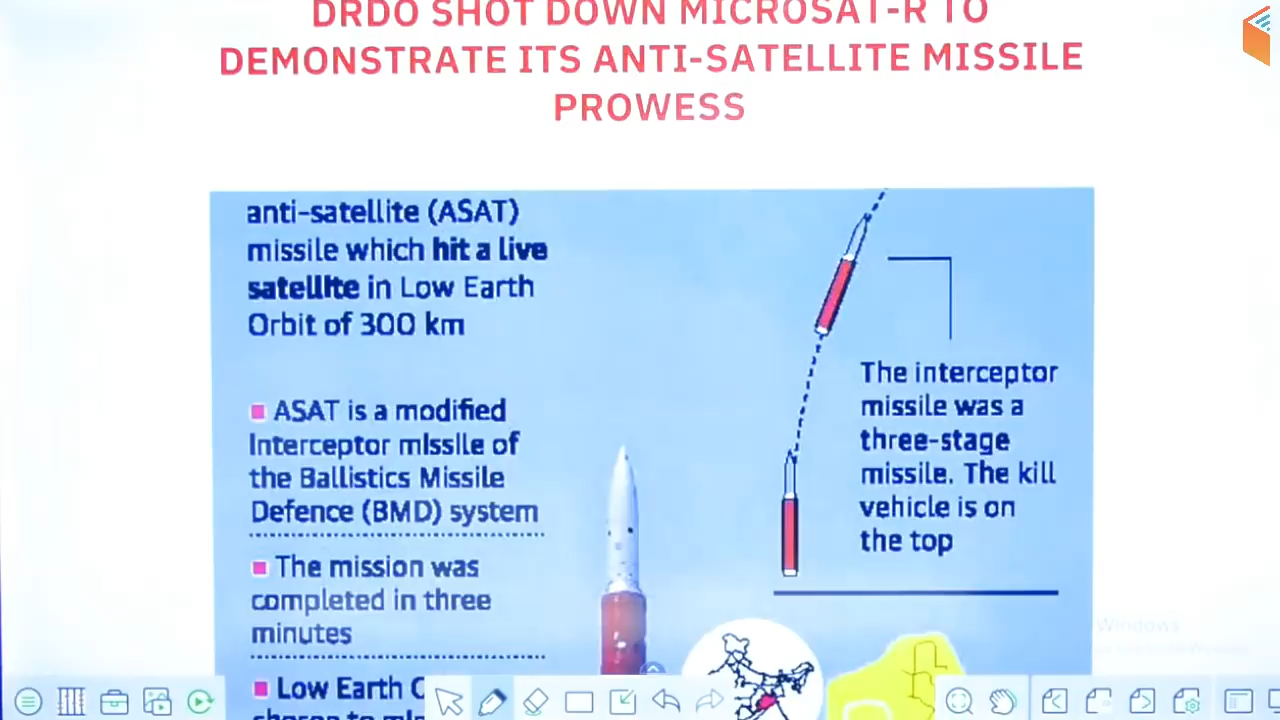 DRDO SHOT DOWN MICROSAT-R TO
DEMONSTRATE ITS ANTI-SATELLITE MISSILE
PROWESS
anti-satellite (ASAT)
missile which hit a live
satellite in Low Earth
Orbit of 300 km
ASAT is a modified
Interceptor missile of
the Ballistics Missile
Defence (BMD) system
The mission was
completed in three
minutes
Low Earth
The interceptor
missile was a
three-stage
missile. The kill
vehicle is on
the top
Windows